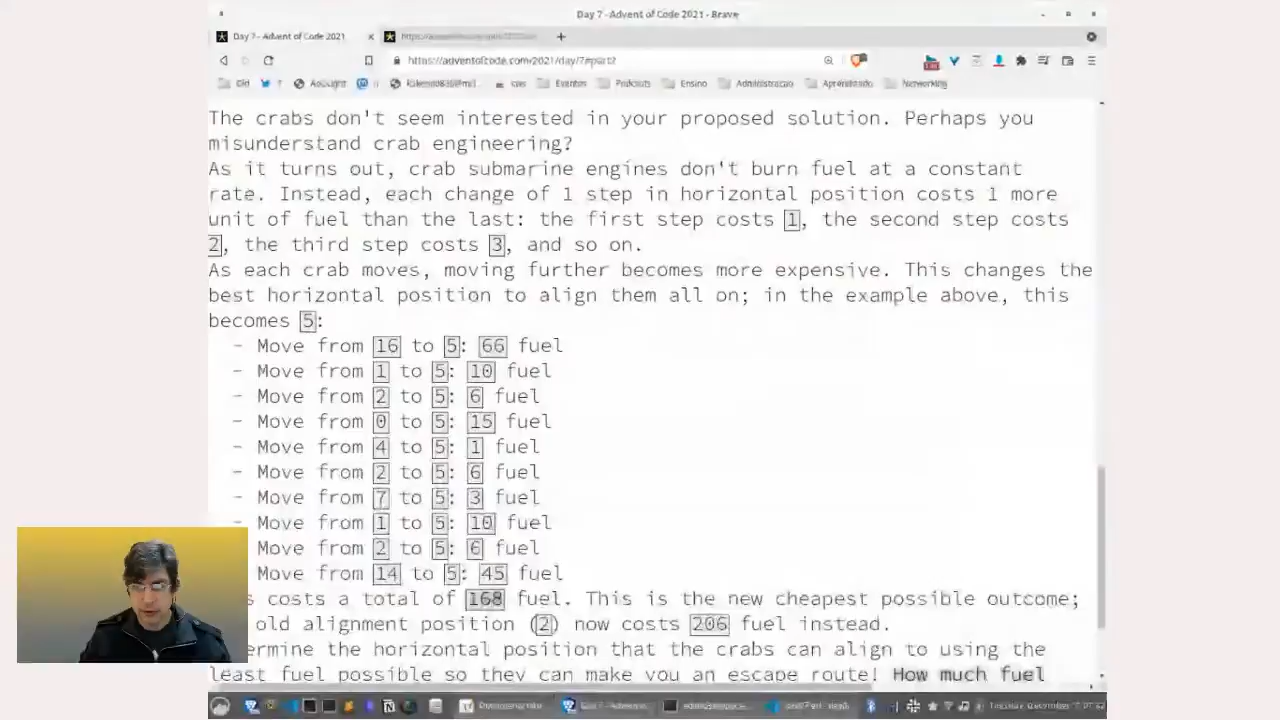 Day 7 - Advent of Code 2021 - Brave
Day 7 - Advent of Code 2021
https://adventofcode.com/2021/day/7#part2
Eventos Podcasts Ensino Administracao Aprendizado Networking
The crabs don't seem interested in your proposed solution. Perhaps you
misunderstand crab engineering?
As it turns out, crab submarine engines don't burn fuel at a constant
rate. Instead, each change of 1 step in horizontal position costs 1 more
unit of fuel than the last: the first step costs 1, the second step costs
2, the third step costs 3, and so on.
As each crab moves, moving further becomes more expensive. This changes the
best horizontal position to align them all on; in the example above, this
becomes 5:
- Move from 16 to 5: 66 fuel
- Move from 1 to 5: 10 fuel
- Move from 2 to 5: 6 fuel
- Move from 0 to 5: 15 fuel
- Move from 4 to 5: 1 fuel
- Move from 2 to 5: 6 fuel
- Move from 7 to 5: 3 fuel
- Move from 1 to 5: 10 fuel
Move from 2 to 5: 6 fuel
Move from 14 to 5: 45 fuel
s costs a total of 168 fuel. This is the new cheapest possible outcome;
old alignment position (2) now costs 206 fuel instead.
ermine the horizontal position that the crabs can align to using the
least fuel possible so they can make you an escape route! How much fuel